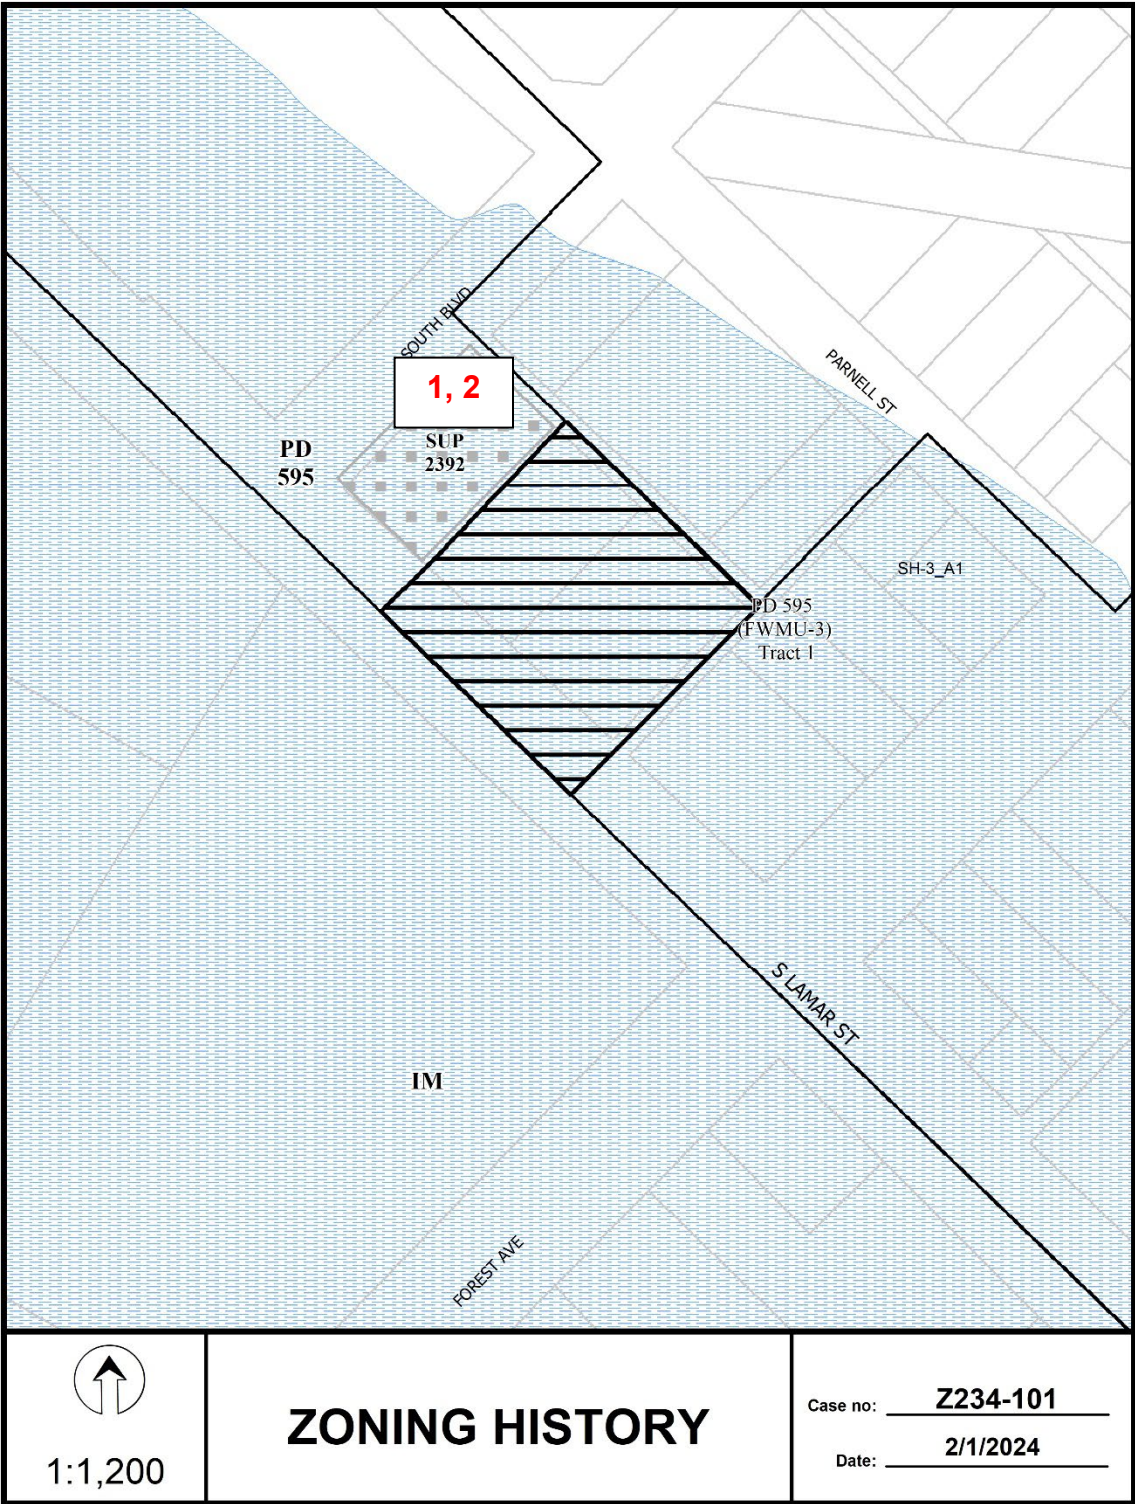 SOUTH BLVD
1, 2
PARNELL ST
PD
595
SUP
2392
SH-3_A1
PD 595
(FWMU-3)
Tract 1
S LAMAR ST
IM
FOREST AVE
1:1,200
ZONING HISTORY
Case no: Z234-101
Date: 2/1/2024